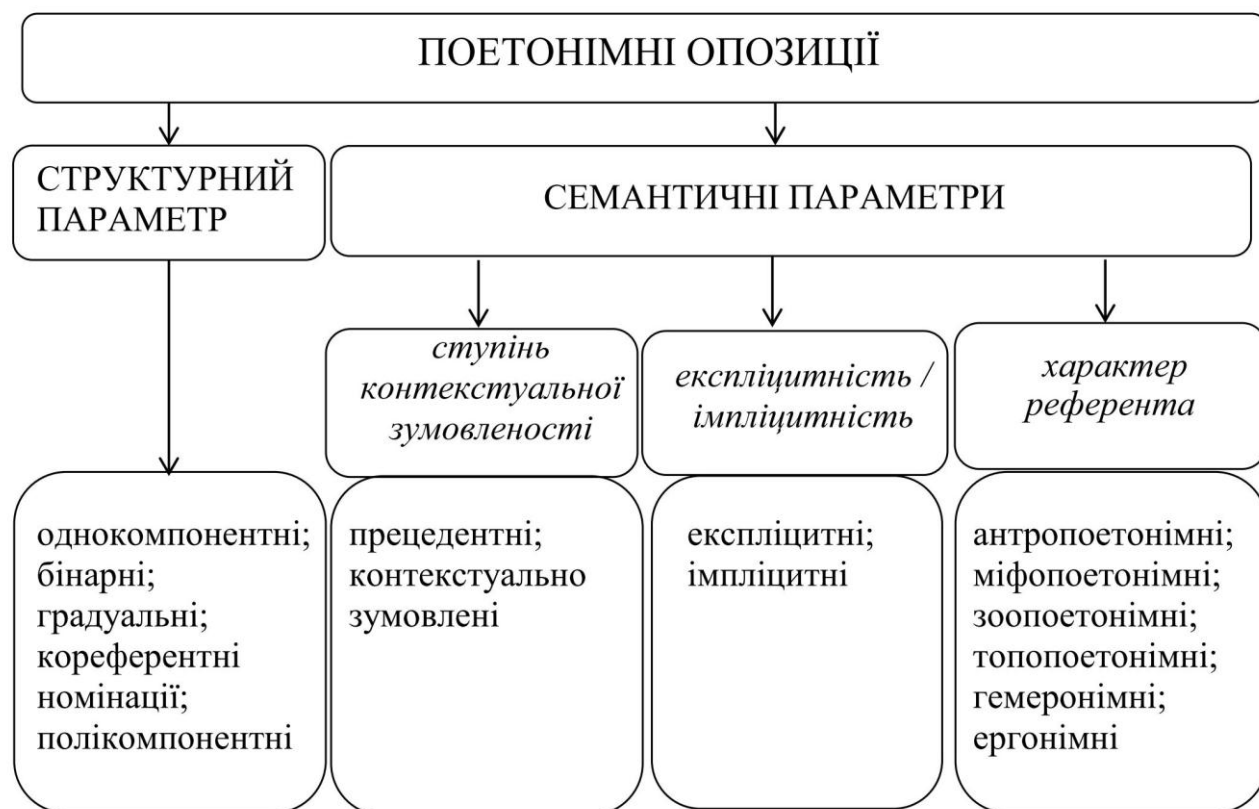 ПОЕТОНІМНІ ОПОЗИЦІЇ
СТРУКТУРНИЙ
ПАРАМЕТР
СЕМАНТИЧНІ ПАРАМЕТРИ
ступінь
контекстуальної
зумовленості
експліцитність /
імпліцитність
характер
референта
однокомпонентні;
бінарні;
градуальні;
кореферентні
номінації;
полікомпонентні
прецедентні;
контекстуально
зумовлені
експліцитні;
імпліцитні
антропоетонімні;
міфопоетонімні;
зоопоетонімні;
топопоетонімні;
гемеронімні;
ергонімні